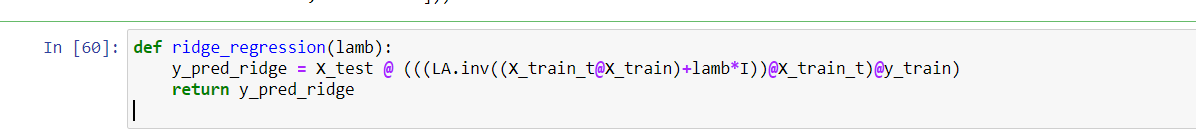 In [60]: def ridge_regression(lamb):
    y_pred_ridge = X_test @ (((LA.inv((X_train_t@X_train)+lamb*I))@X_train_t)@y_train)
    return y_pred_ridge